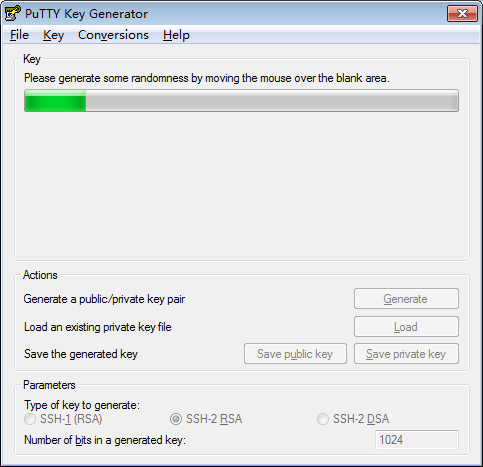 PuTTY Key Generator
File Key Conversions Help
Key
Please generate some randomness by moving the mouse over the blank area.
Actions
Generate a public/private key pair
Generate
Load an existing private key file
Load
Save the generated key
Save public key
Save private key
Parameters
Type of key to generate:
SSH-1 (RSA) SSH-2 RSA SSH-2 DSA
Number of bits in a generated key:
1024